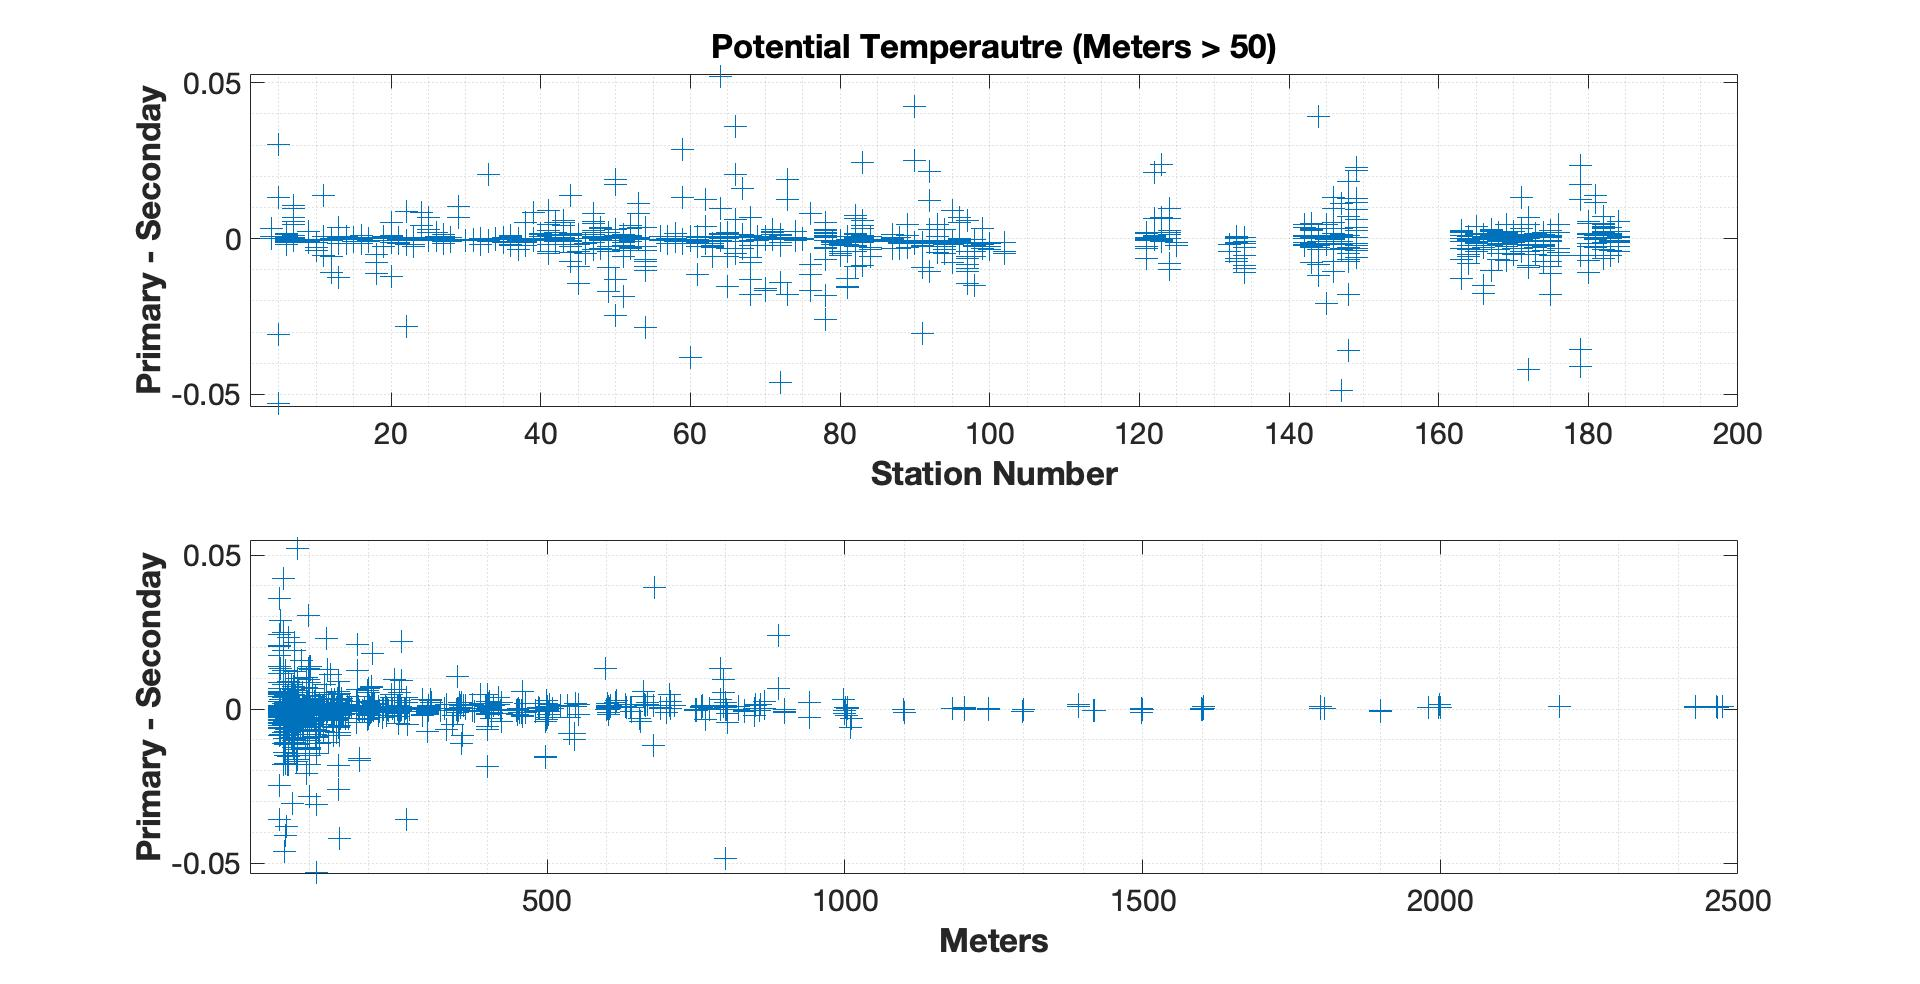 Potential Temperautre (Meters > 50)
0.05
0
-0.05
Primary - Seconday
20 40 60 80 100 120 140 160 180 200
Station Number
0.05
0
-0.05
Primary - Seconday
500 1000 1500 2000 2500
Meters